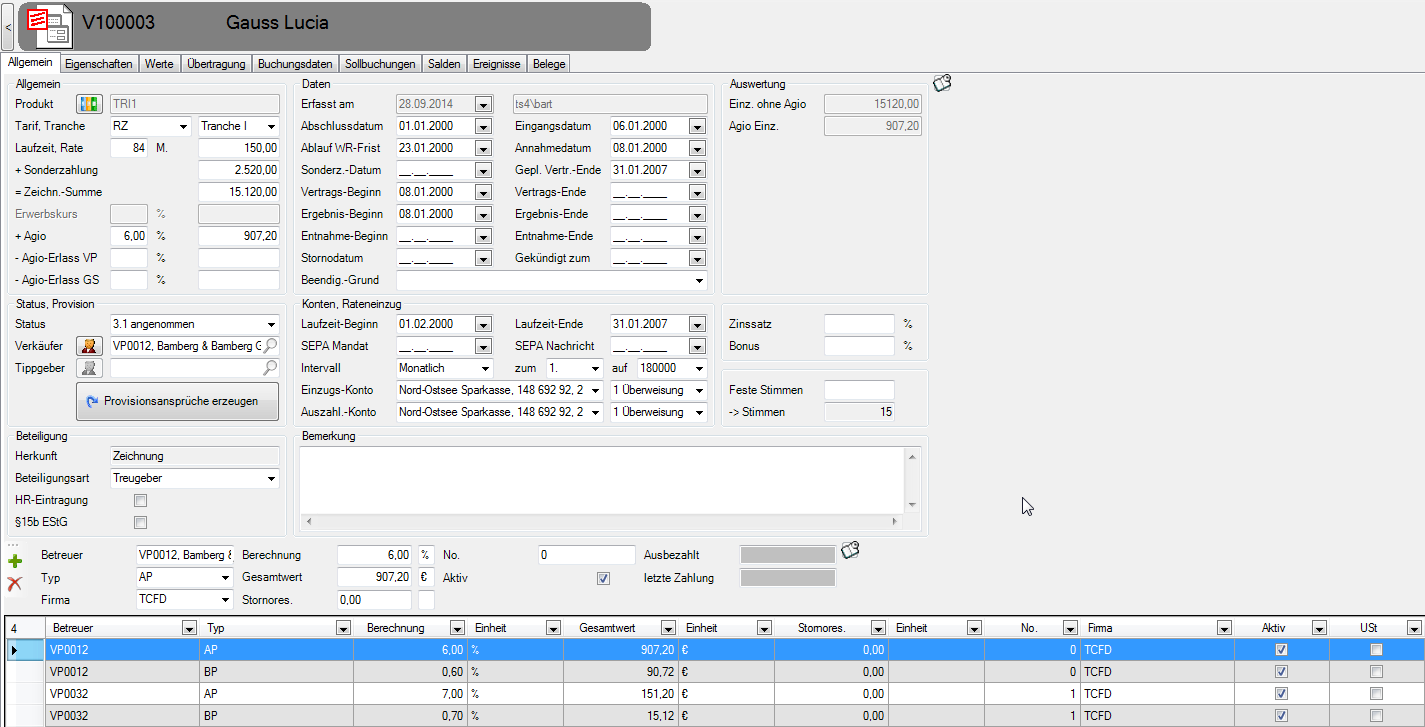 < V100003 Gauss Lucia
Allgemein Eigenschaften Werte Übertragung Buchungsdaten Sollbuchungen Salden Ereignisse Belege
Allgemein
Produkt TRI1
Tarif, Tranche RZ Tranche I
Laufzeit, Rate 84 M. 150,00
+ Sonderzahlung 2.520,00
= Zeichn.-Summe 15.120,00
Erwerbskurs %
+ Agio 6,00 % 907,20
- Agio-Erlass VP %
- Agio-Erlass GS %
Daten
Erfasst am 28.09.2014 ts4\bart
Abschlussdatum 01.01.2000 Eingangsdatum 06.01.2000
Ablauf WR-Frist 23.01.2000 Annahmedatum 08.01.2000
Sonderz.-Datum __.__.____ Gepl. Vertr.-Ende 31.01.2007
Vertrags-Beginn 08.01.2000 Vertrags-Ende __.__.____
Ergebnis-Beginn 08.01.2000 Ergebnis-Ende __.__.____
Entnahme-Beginn __.__.____ Entnahme-Ende __.__.____
Stornodatum __.__.____ Gekündigt zum __.__.____
Beendig.-Grund
Auswertung
Einz. ohne Agio 15120,00
Agio Einz. 907,20
Status, Provision
Status 3.1 angenommen
Verkäufer VP0012, Bamberg & Bamberg G
Tippgeber
Provisionsansprüche erzeugen
Konten, Rateneinzug
Laufzeit-Beginn 01.02.2000 Laufzeit-Ende 31.01.2007
SEPA Mandat __.__.____ SEPA Nachricht __.__.____
Intervall Monatlich zum 1. auf 180000
Einzugs-Konto Nord-Ostsee Sparkasse, 148 692 92, 2 1 Überweisung
Auszahl.-Konto Nord-Ostsee Sparkasse, 148 692 92, 2 1 Überweisung
Zinssatz %
Bonus %
Feste Stimmen
-> Stimmen 15
Beteiligung
Herkunft Zeichnung
Beteiligungsart Treugeber
HR-Eintragung
§15b EStG
Bemerkung
Betreuer VP0012, Bamberg & Berechnung 6,00 % No. 0 Ausbezahlt
Typ AP Gesamtwert 907,20 € Aktiv letzte Zahlung
Firma TCFD Stornores. 0,00
4 Betreuer Typ Berechnung Einheit Gesamtwert Einheit Stornores. Einheit No. Firma Aktiv USt
VP0012 AP 6,00 % 907,20 € 0,00 0 TCFD
VP0012 BP 0,60 % 90,72 € 0,00 0 TCFD
VP0032 AP 7,00 % 151,20 € 0,00 1 TCFD
VP0032 BP 0,70 % 15,12 € 0,00 1 TCFD